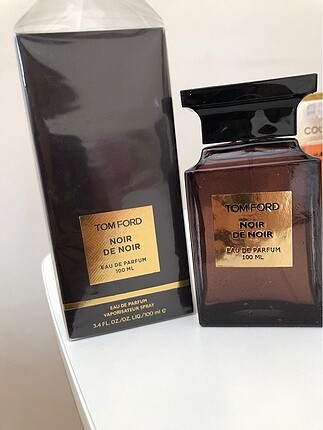 TOM FORD
NOIR
DE NOIR
EAU DE PARFUM
100 ML
EAU DE PARFUM
VAPORISATEUR SPRAY
3.4 FL.OZ./OZ. LIQ./100 ml ℮
TOM FORD
NOIR
DE NOIR
EAU DE PARFUM
100 ML